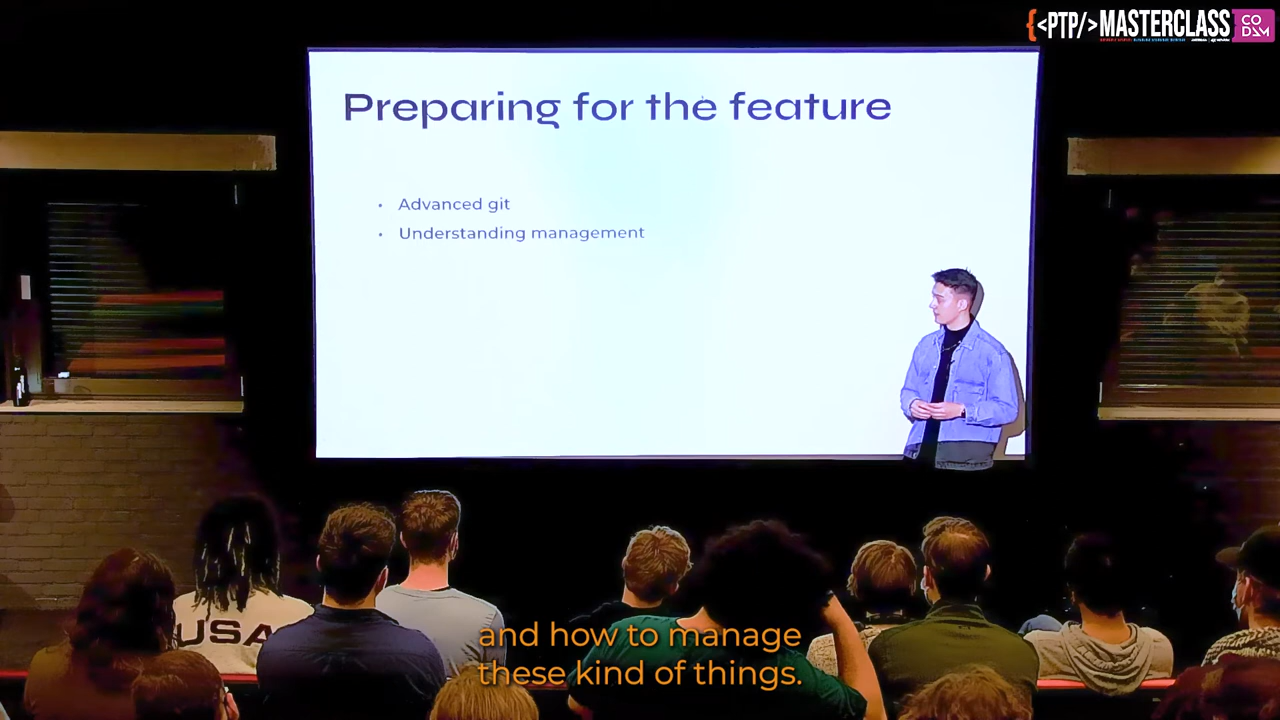 {<PTP/>MASTERCLASS
CO
D&M
Preparing for the feature
• Advanced git
• Understanding management
USA
and how to manage
these kind of things.